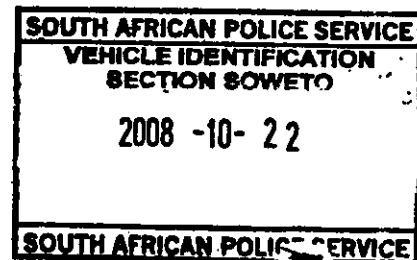 SOUTH AFRICAN POLICE SERVICE
VEHICLE IDENTIFICATION
SECTION SOWETO
2008 -10- 22
SOUTH AFRICAN POLICE SERVICE